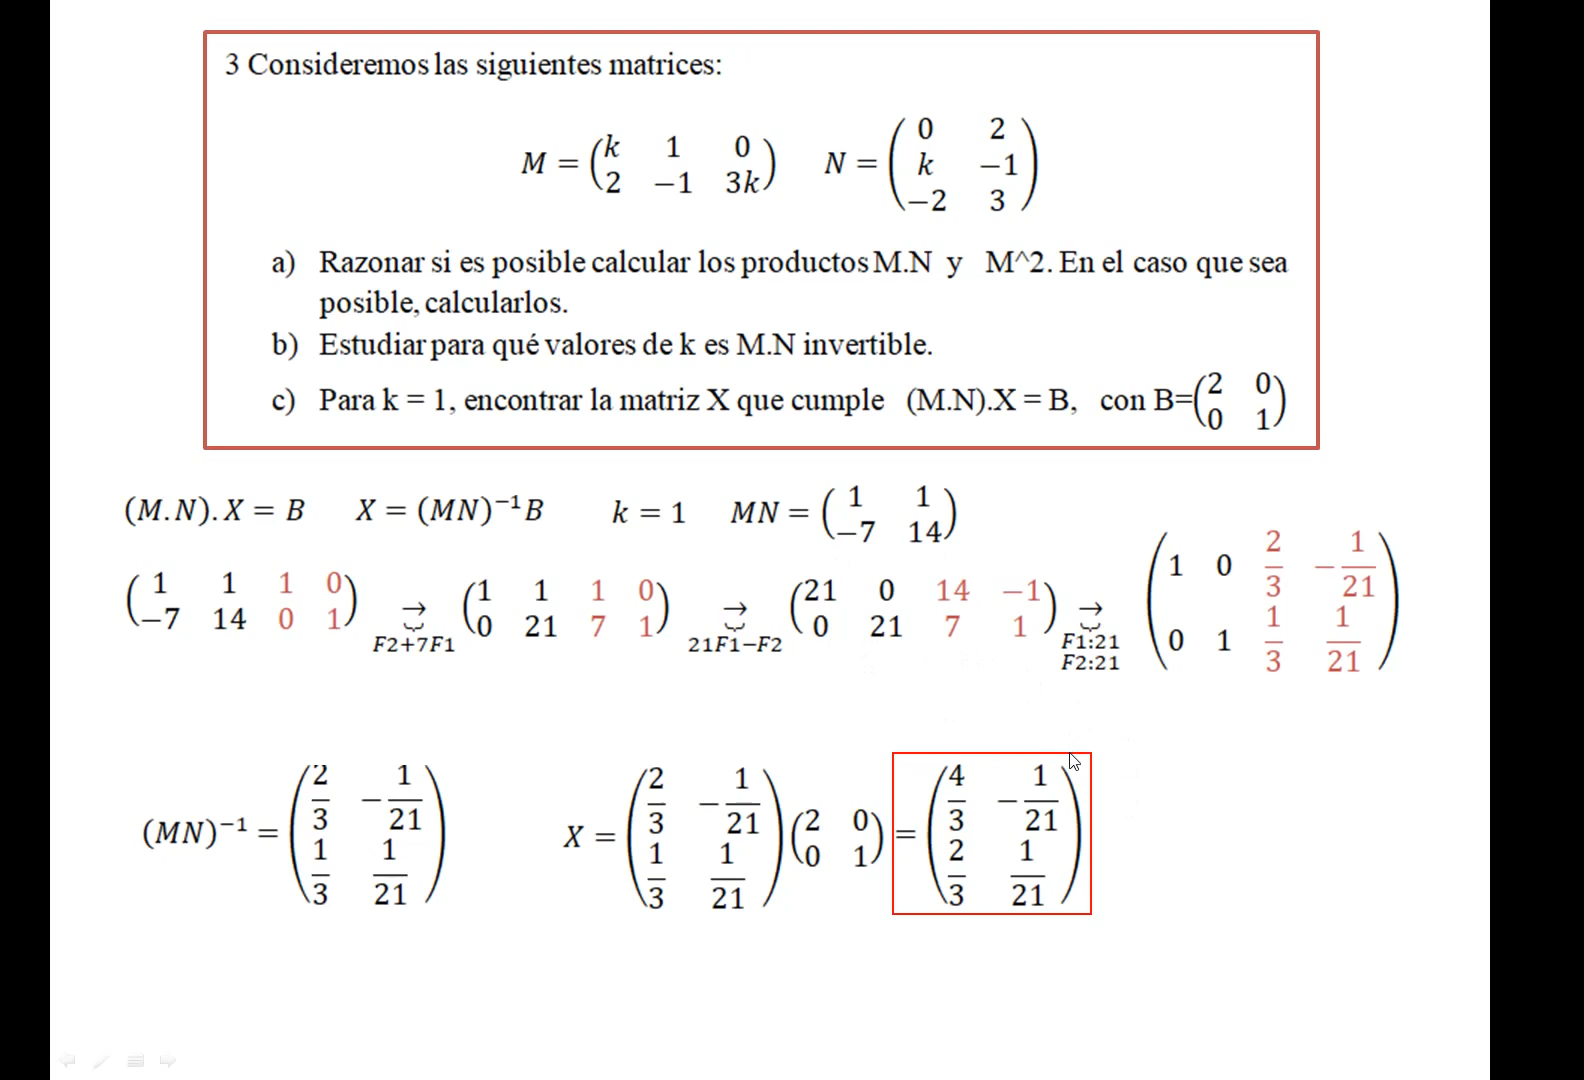 3 Consideremos las siguientes matrices:
M = (k 1 0 / 2 −1 3k) N = (0 2 / k −1 / −2 3)
a) Razonar si es posible calcular los productos M.N y M^2. En el caso que sea
posible, calcularlos.
b) Estudiar para qué valores de k es M.N invertible.
c) Para k = 1, encontrar la matriz X que cumple (M.N).X = B, con B=(2 0 / 0 1)
(M.N).X = B X = (MN)⁻¹B k = 1 MN = (1 1 / −7 14)
(1 1 1 0 / −7 14 0 1) → F2+7F1 (1 1 1 0 / 0 21 7 1) → 21F1−F2 (21 0 14 −1 / 0 21 7 1) → F1:21 F2:21 (1 0 2/3 −1/21 / 0 1 1/3 1/21)
(MN)⁻¹ = (2/3 −1/21 / 1/3 1/21) X = (2/3 −1/21 / 1/3 1/21)(2 0 / 0 1) = (4/3 −1/21 / 2/3 1/21)